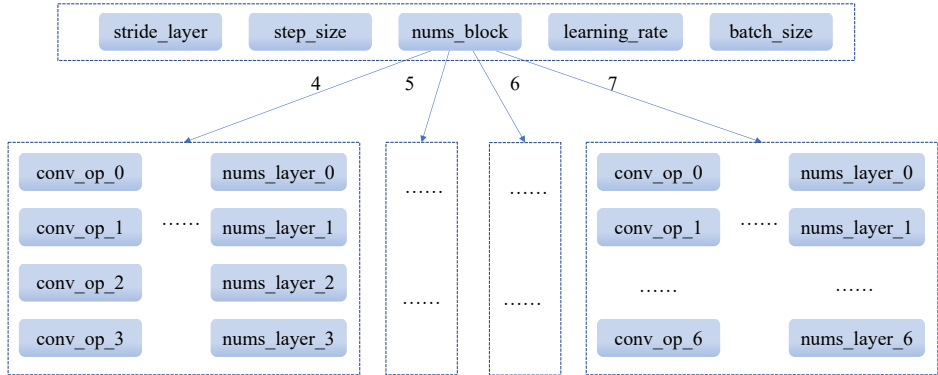 stride_layer step_size nums_block learning_rate batch_size
4 5 6 7
conv_op_0 nums_layer_0 conv_op_0 nums_layer_0
...... ......
conv_op_1 ...... nums_layer_1 conv_op_1 ...... nums_layer_1
conv_op_2 nums_layer_2
...... ......
...... ......
conv_op_3 nums_layer_3 conv_op_6 nums_layer_6